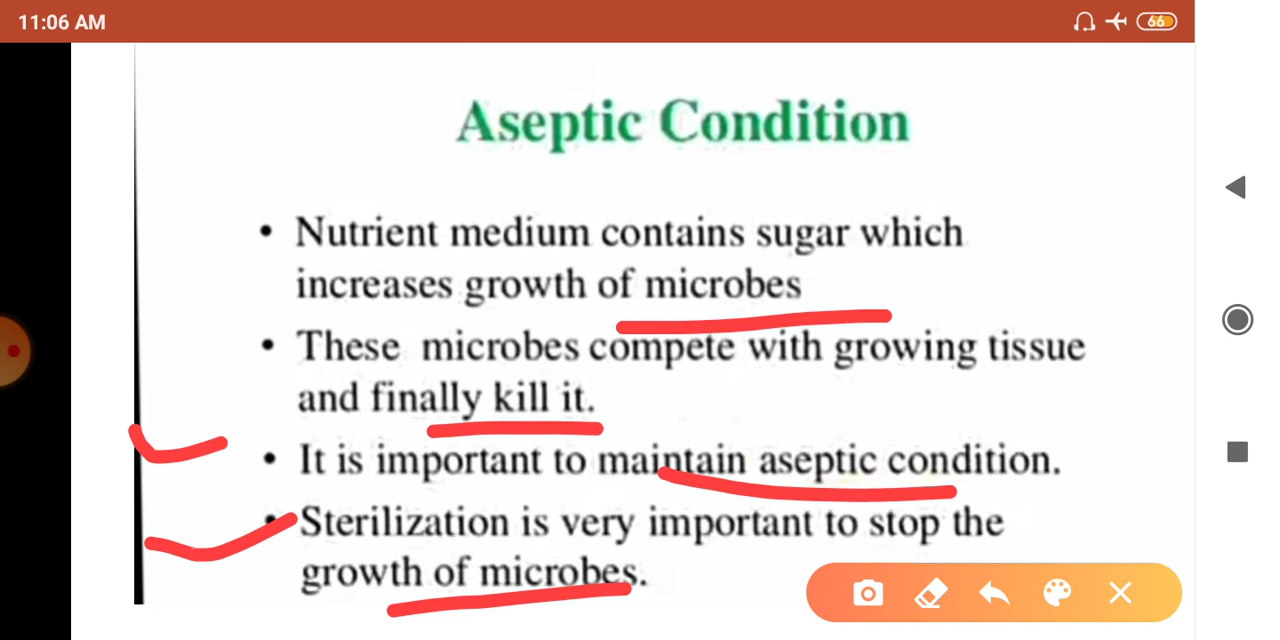 11:06 AM
66
Aseptic Condition
• Nutrient medium contains sugar which
increases growth of microbes
• These microbes compete with growing tissue
and finally kill it.
• It is important to maintain aseptic condition.
• Sterilization is very important to stop the
growth of microbes.